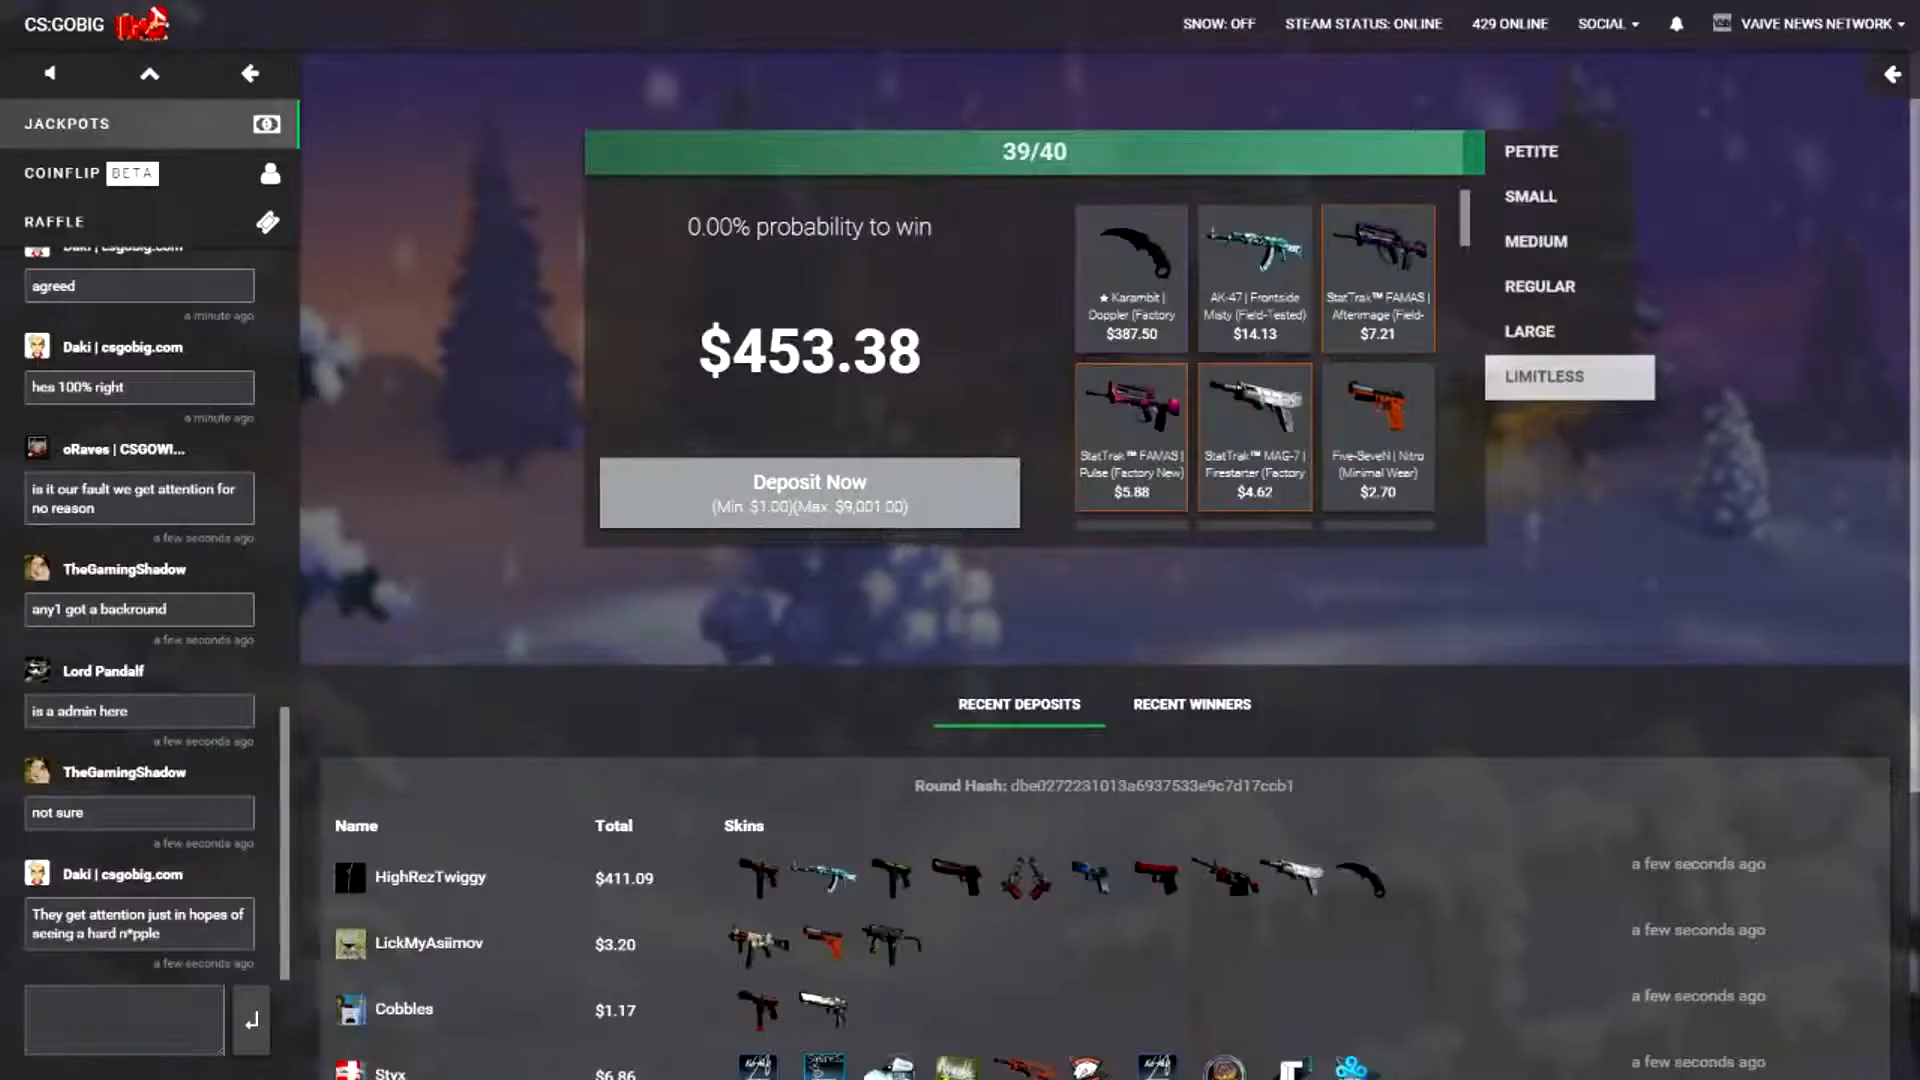 CS:GOBIG
SNOW: OFF
STEAM STATUS: ONLINE
429 ONLINE
SOCIAL
VAIVE NEWS NETWORK
JACKPOTS
COINFLIP BETA
RAFFLE
Daki | csgobig.com
agreed
a minute ago
Daki | csgobig.com
hes 100% right
a minute ago
oRaves | CSGOWI...
is it our fault we get attention for
no reason
a few seconds ago
TheGamingShadow
any1 got a backround
a few seconds ago
Lord Pandalf
is a admin here
a few seconds ago
TheGamingShadow
not sure
a few seconds ago
Daki | csgobig.com
They get attention just in hopes of
seeing a hard n*pple
a few seconds ago
39/40
0.00% probability to win
$453.38
Deposit Now
(Min. $1.00)(Max. $9,001.00)
★ Karambit |
Doppler (Factory
$387.50
AK-47 | Frontside
Misty (Field-Tested)
$14.13
StatTrak™ FAMAS |
Afterimage (Field-
$7.21
StatTrak™ FAMAS |
Pulse (Factory New)
$5.88
StatTrak™ MAG-7 |
Firestarter (Factory
$4.62
Five-SeveN | Nitro
(Minimal Wear)
$2.70
PETITE
SMALL
MEDIUM
REGULAR
LARGE
LIMITLESS
RECENT DEPOSITS
RECENT WINNERS
Round Hash: dbe0272231013a6937533e9c7d17ccb1
Name Total Skins
HighRezTwiggy $411.09 a few seconds ago
LickMyAsiimov $3.20 a few seconds ago
Cobbles $1.17 a few seconds ago
Styx $6.86 a few seconds ago